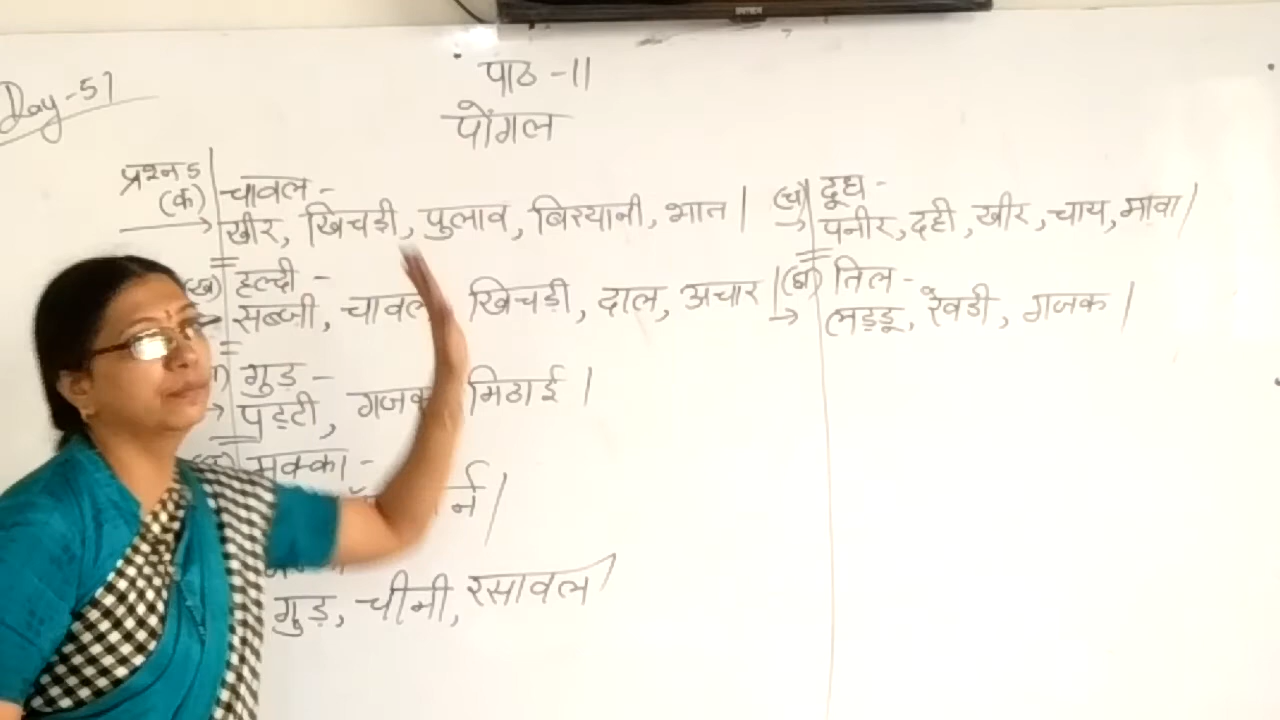 Day-51
पाठ -11
पोंगल
प्रश्न 5
(क) चावल -
→ खीर, खिचड़ी, पुलाव, बिरयानी, भात |
(ख) हल्दी -
सब्ज़ी, चावल खिचड़ी, दाल, अचार |
गुड़ -
→ पट्टी, गजक मिठाई |
मक्का -
र्न |
गुड़, चीनी, रसावल |
दूध -
→ पनीर, दही, खीर, चाय, मावा |
तिल -
→ लड्डू, रेवडी, गजक |